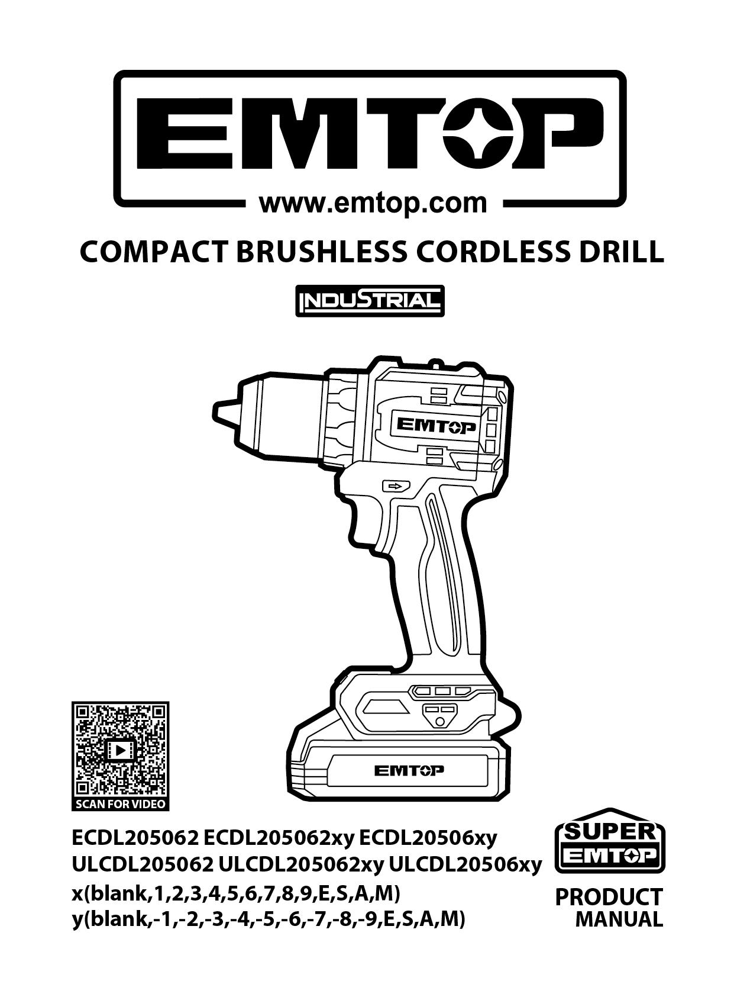 EMTOP
www.emtop.com
COMPACT BRUSHLESS CORDLESS DRILL
INDUSTRIAL
EMTOP
EMTOP
SCAN FOR VIDEO
ECDL205062 ECDL205062xy ECDL20506xy
ULCDL205062 ULCDL205062xy ULCDL20506xy
x(blank,1,2,3,4,5,6,7,8,9,E,S,A,M)
y(blank,-1,-2,-3,-4,-5,-6,-7,-8,-9,E,S,A,M)
SUPER
EMTOP
PRODUCT
MANUAL